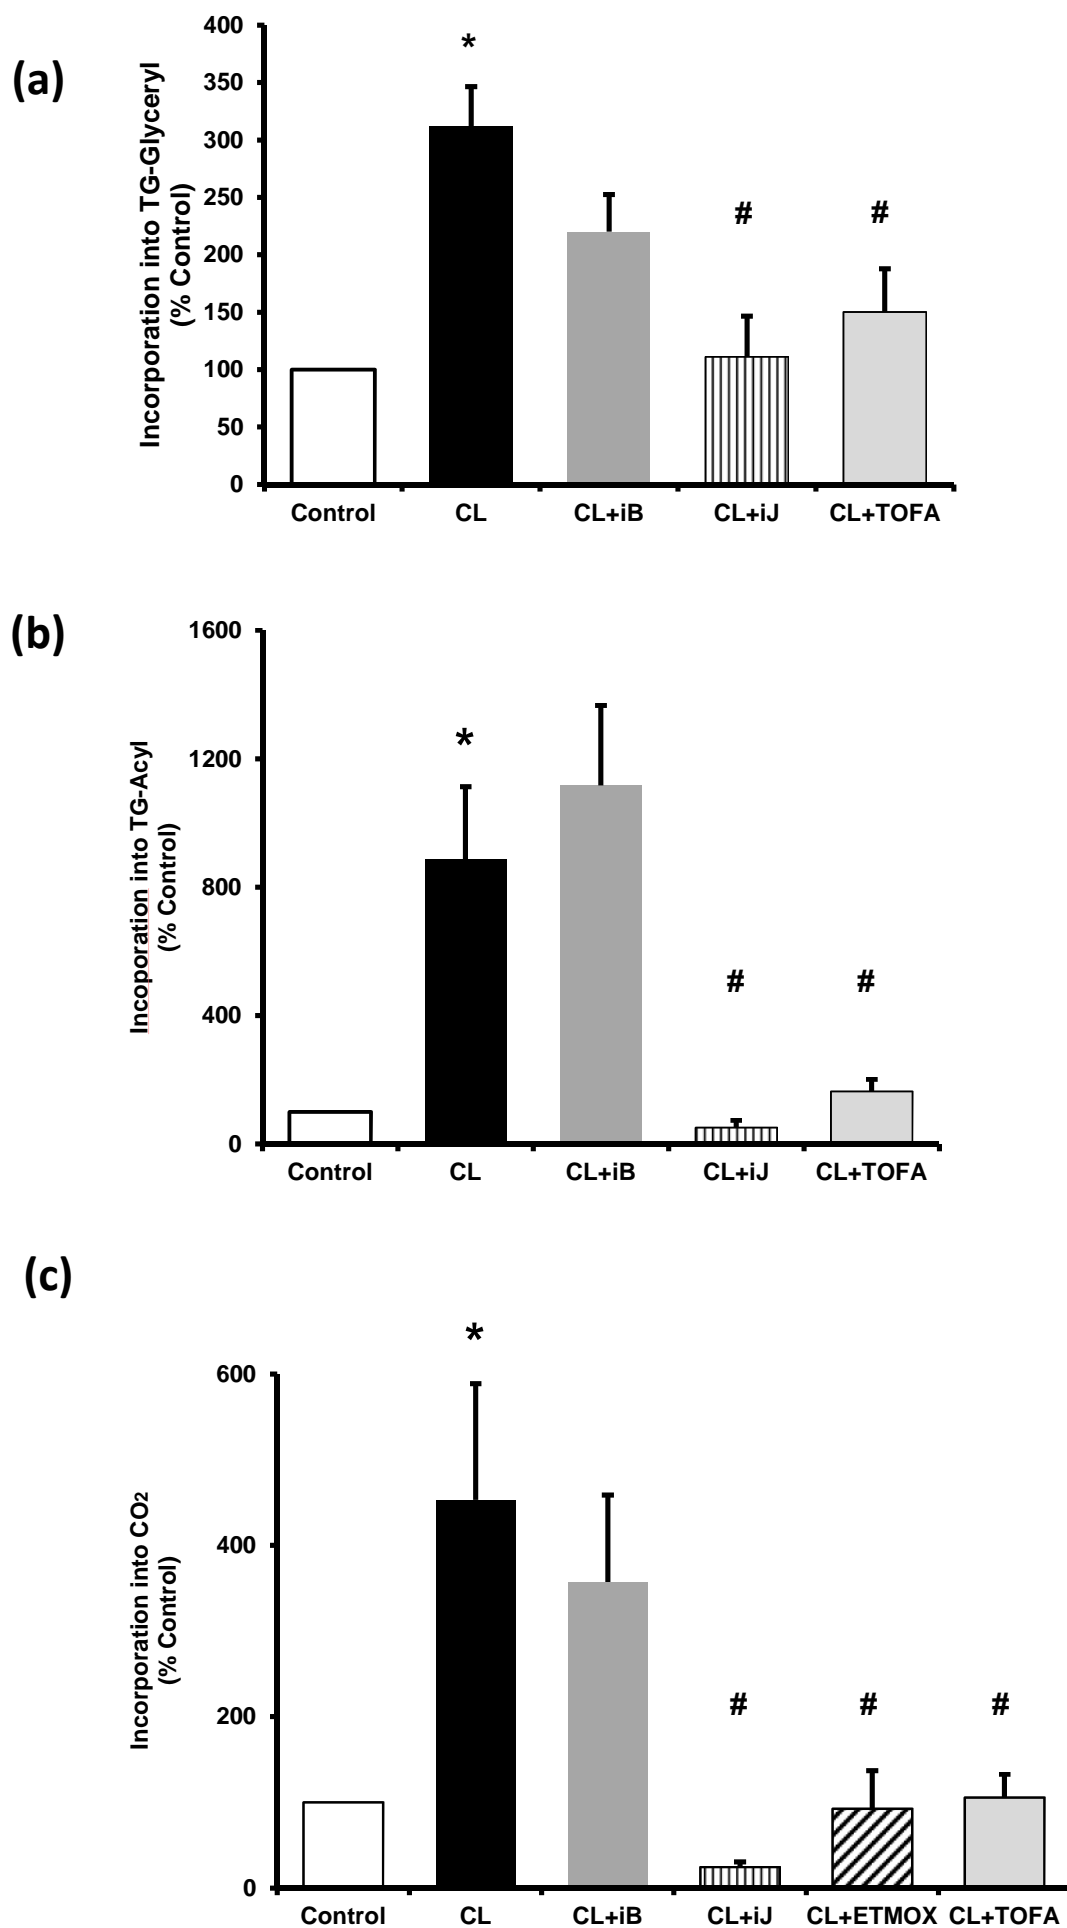 (a)
Incorporation into TG-Glyceryl
(% Control)
400
350
300
250
200
150
100
50
0
*
#
#
Control CL CL+iB CL+iJ CL+TOFA
(b)
Incoporation into TG-Acyl
(% Control)
1600
1200
800
400
0
*
#
#
Control CL CL+iB CL+iJ CL+TOFA
(c)
Incorporation into CO2
(% Control)
600
400
200
0
*
#
#
#
Control CL CL+iB CL+iJ CL+ETMOX CL+TOFA